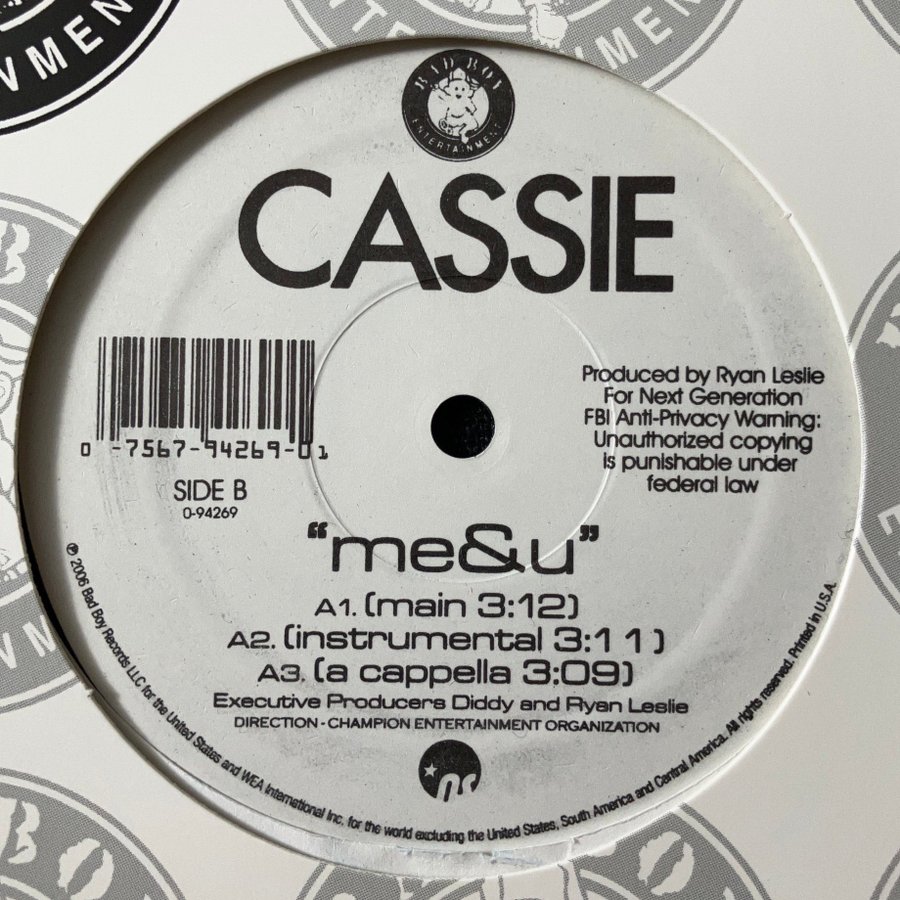 BAD BOY
ENTERTAINMENT
CASSIE
0 -7567-94269-0 1
SIDE B
0-94269
Produced by Ryan Leslie
For Next Generation
FBI Anti-Privacy Warning:
Unauthorized copying
is punishable under
federal law
“me&u”
A1. (main 3:12)
A2. (instrumental 3:11)
A3. (a cappella 3:09)
Executive Producers Diddy and Ryan Leslie
DIRECTION - CHAMPION ENTERTAINMENT ORGANIZATION
℗ 2006 Bad Boy Records LLC for the United States and WEA International Inc. for the world excluding the United States, South America and Central America. All rights reserved. Printed in U.S.A.